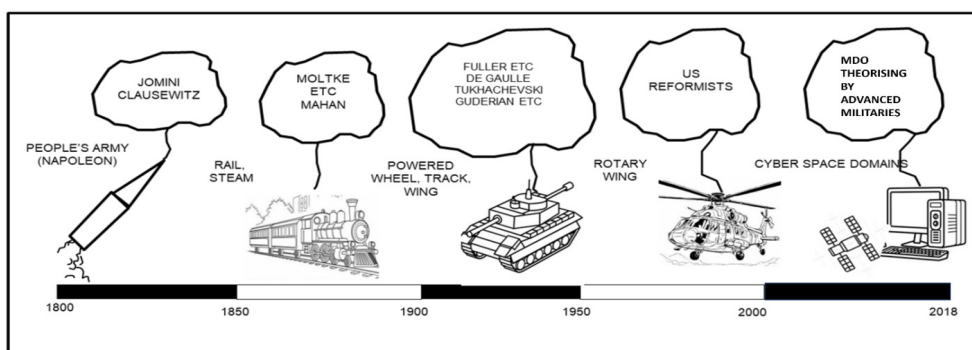 JOMINI
CLAUSEWITZ
MOLTKE
ETC
MAHAN
FULLER ETC
DE GAULLE
TUKHACHEVSKI
GUDERIAN ETC
US
REFORMISTS
MDO
THEORISING
BY
ADVANCED
MILITARIES
PEOPLE'S ARMY
(NAPOLEON)
RAIL,
STEAM
POWERED
WHEEL, TRACK,
WING
ROTARY
WING
CYBER SPACE DOMAINS
1800
1850
1900
1950
2000
2018